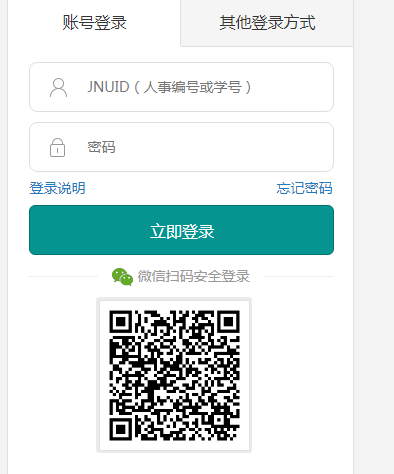 账号登录 其他登录方式
JNUID（人事编号或学号）
密码
登录说明 忘记密码
立即登录
微信扫码安全登录